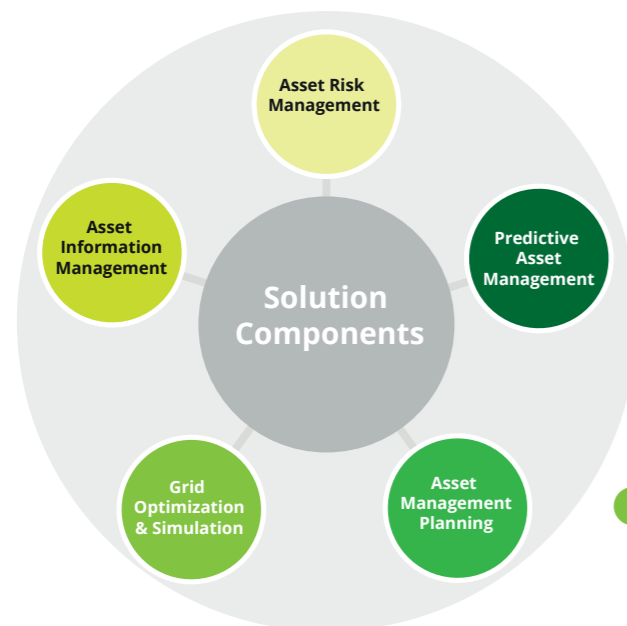 Asset Risk
Management
Asset
Information
Management
Predictive
Asset
Management
Solution
Components
Grid
Optimization
& Simulation
Asset
Management
Planning